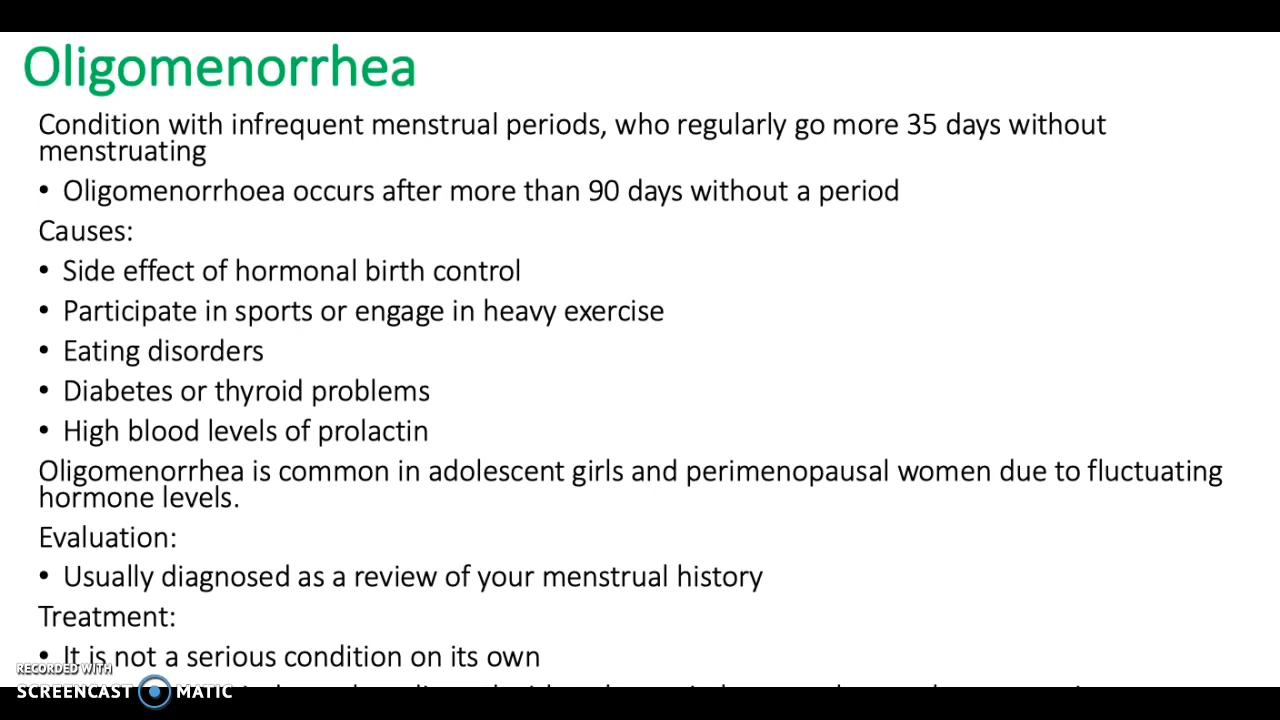 Oligomenorrhea
Condition with infrequent menstrual periods, who regularly go more 35 days without
menstruating
• Oligomenorrhoea occurs after more than 90 days without a period
Causes:
• Side effect of hormonal birth control
• Participate in sports or engage in heavy exercise
• Eating disorders
• Diabetes or thyroid problems
• High blood levels of prolactin
Oligomenorrhea is common in adolescent girls and perimenopausal women due to fluctuating
hormone levels.
Evaluation:
• Usually diagnosed as a review of your menstrual history
Treatment:
• It is not a serious condition on its own
RECORDED WITH
SCREENCAST MATIC